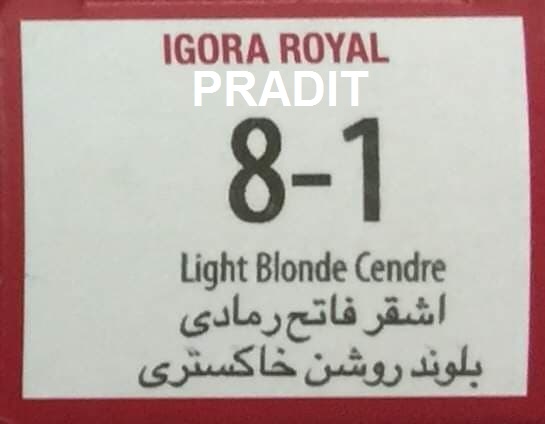 IGORA ROYAL
PRADIT
8-1
Light Blonde Cendre
اشقر فاتح رمادی
بلوند روشن خاکستری